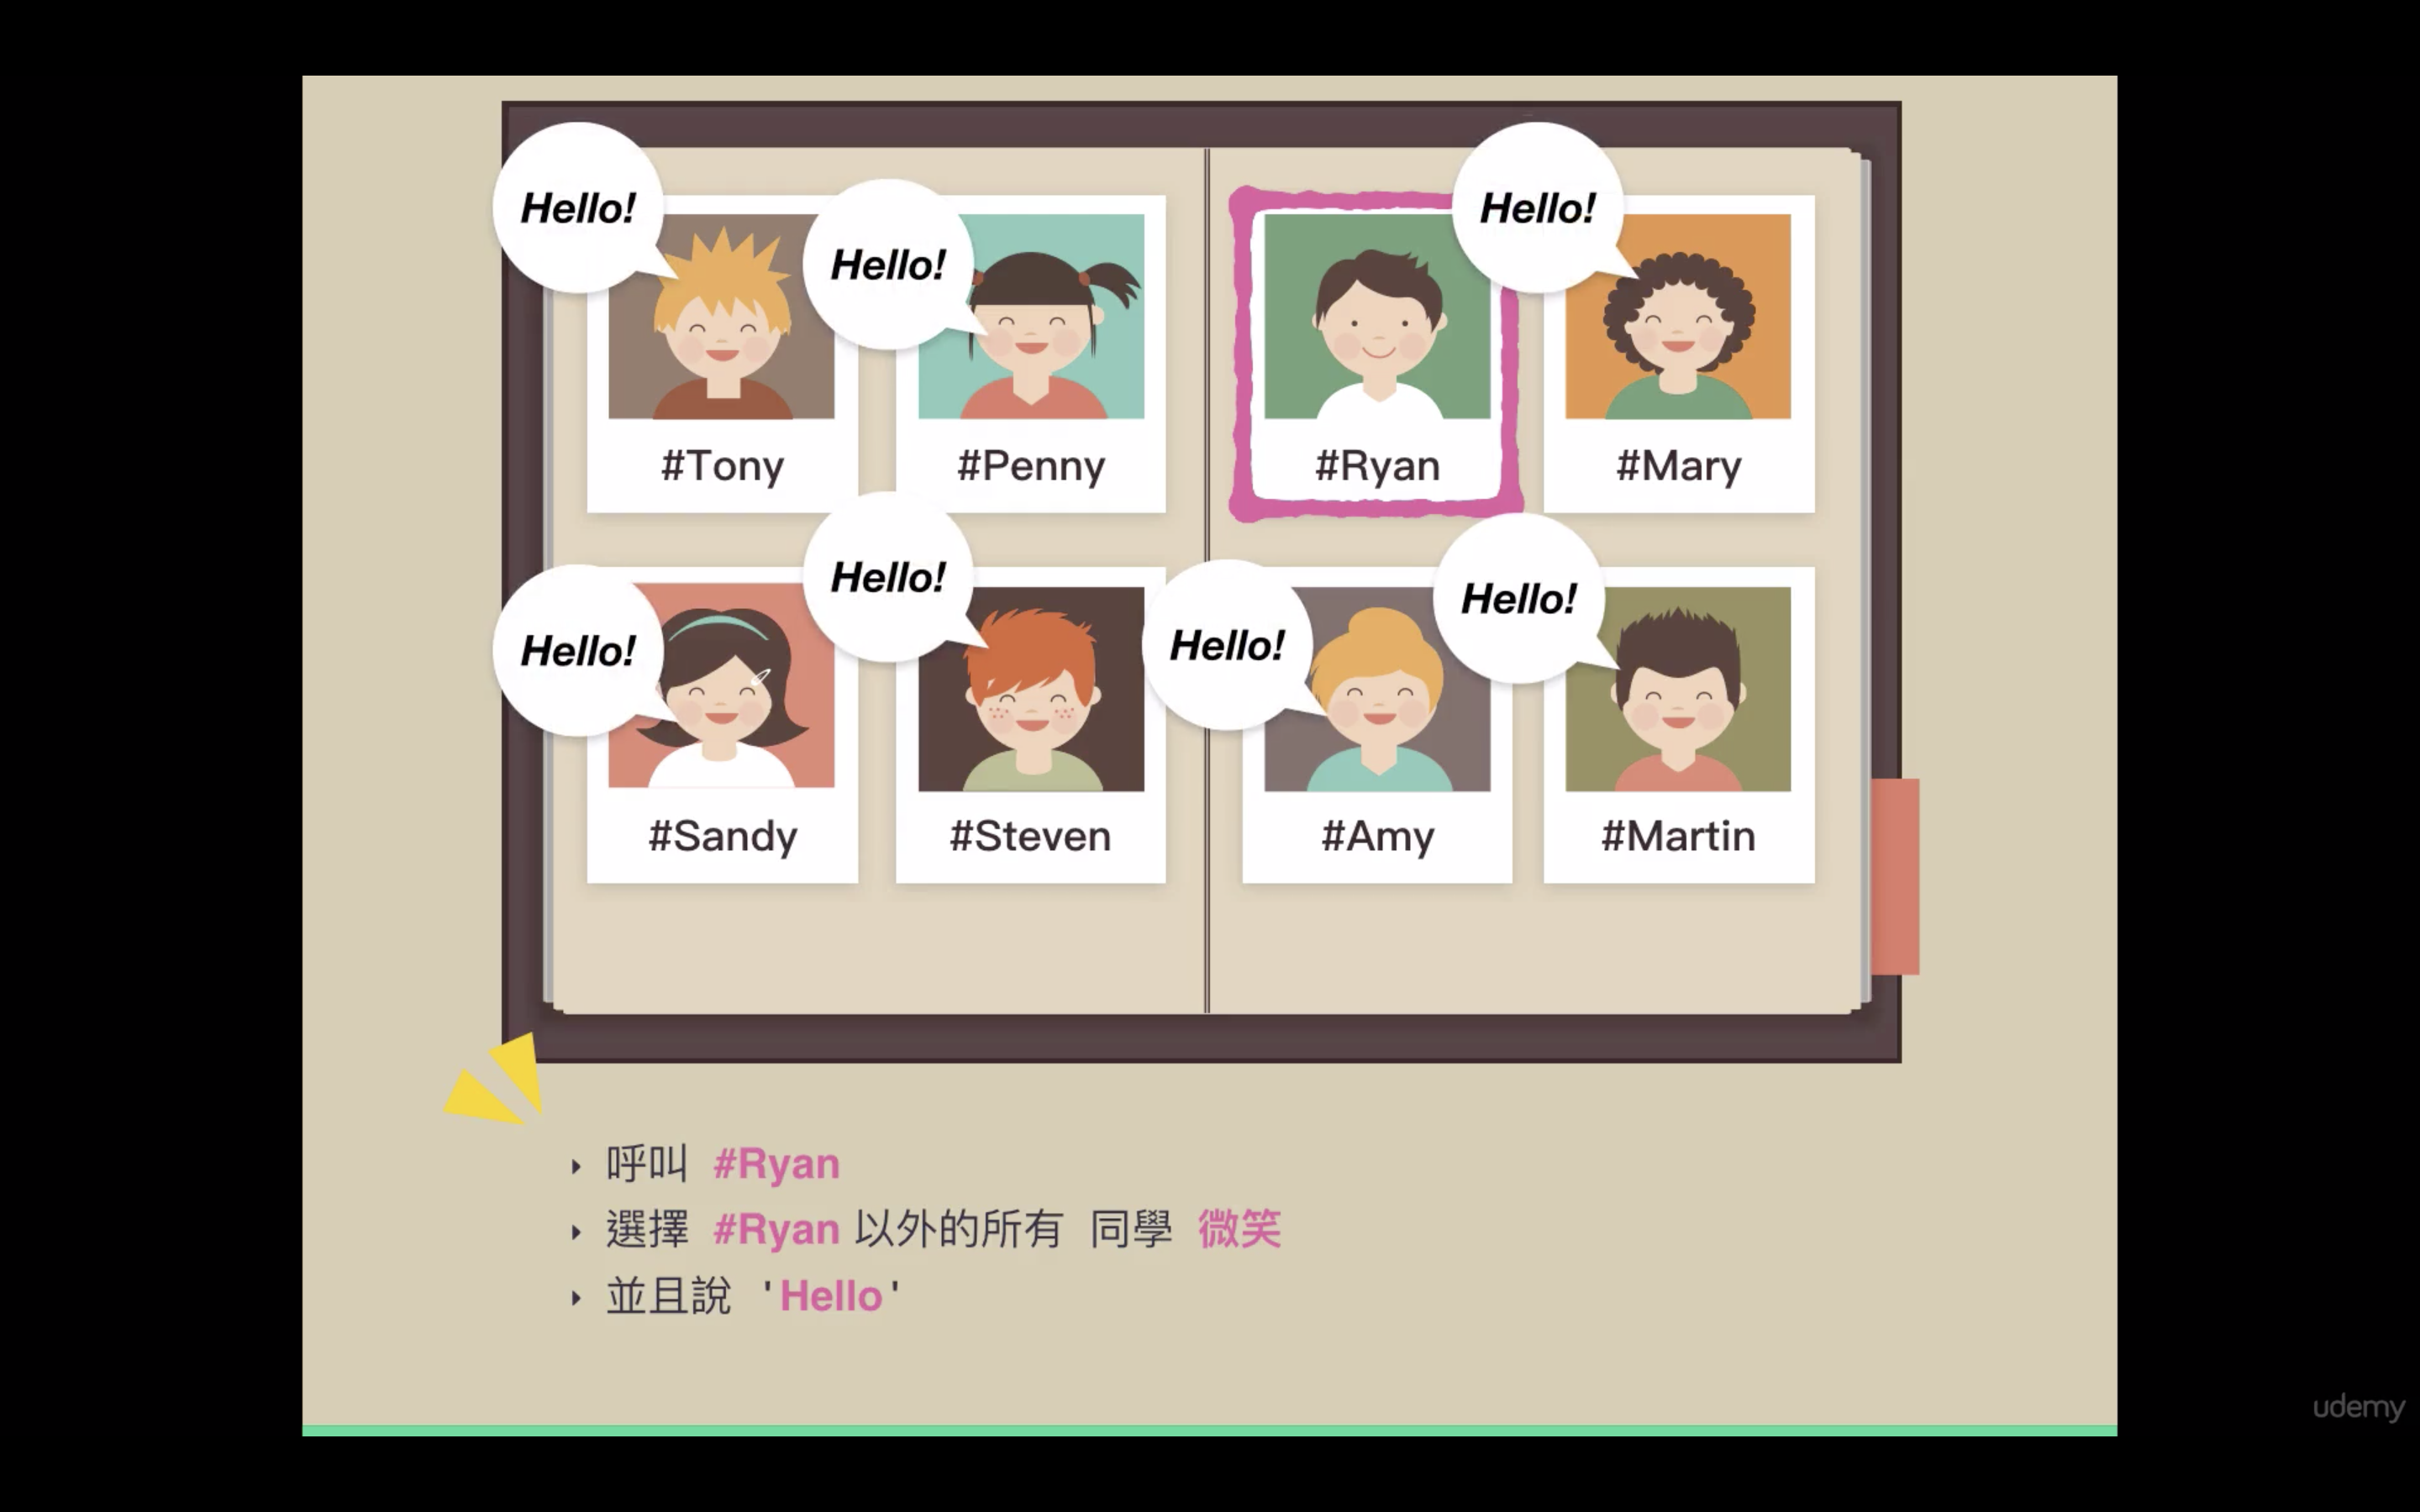 Hello!
Hello!
Hello!
#Tony
#Penny
#Ryan
#Mary
Hello!
Hello!
Hello!
Hello!
#Sandy
#Steven
#Amy
#Martin
呼叫 #Ryan
選擇 #Ryan 以外的所有 同學 微笑
並且說 'Hello'
udemy